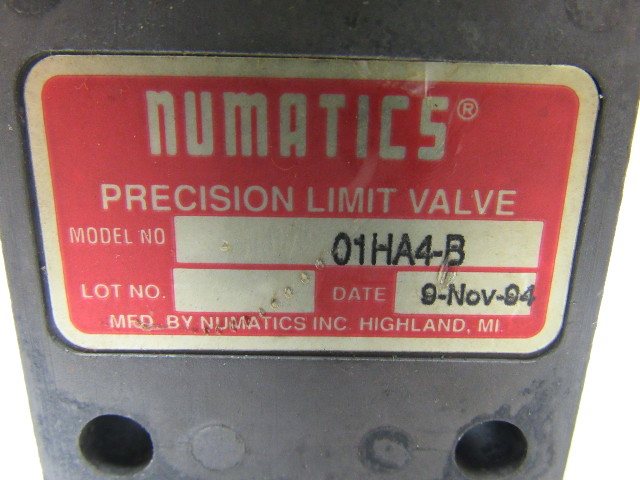 NUMATICS®
PRECISION LIMIT VALVE
MODEL NO 01HA4-B
LOT NO. DATE 9-Nov-94
MFD. BY NUMATICS INC. HIGHLAND, MI.